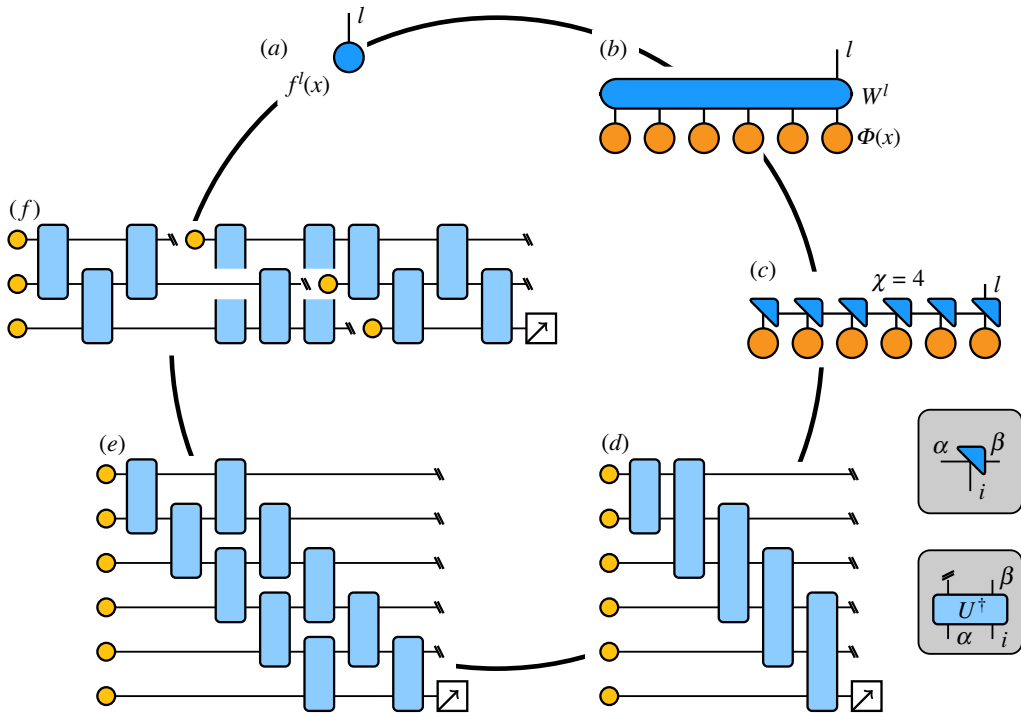 (a)
l
f^l(x)
(b)
l
W^l
Φ(x)
(c)
χ = 4
l
(f)
(e)
(d)
α
β
i
β
U^†
α
i